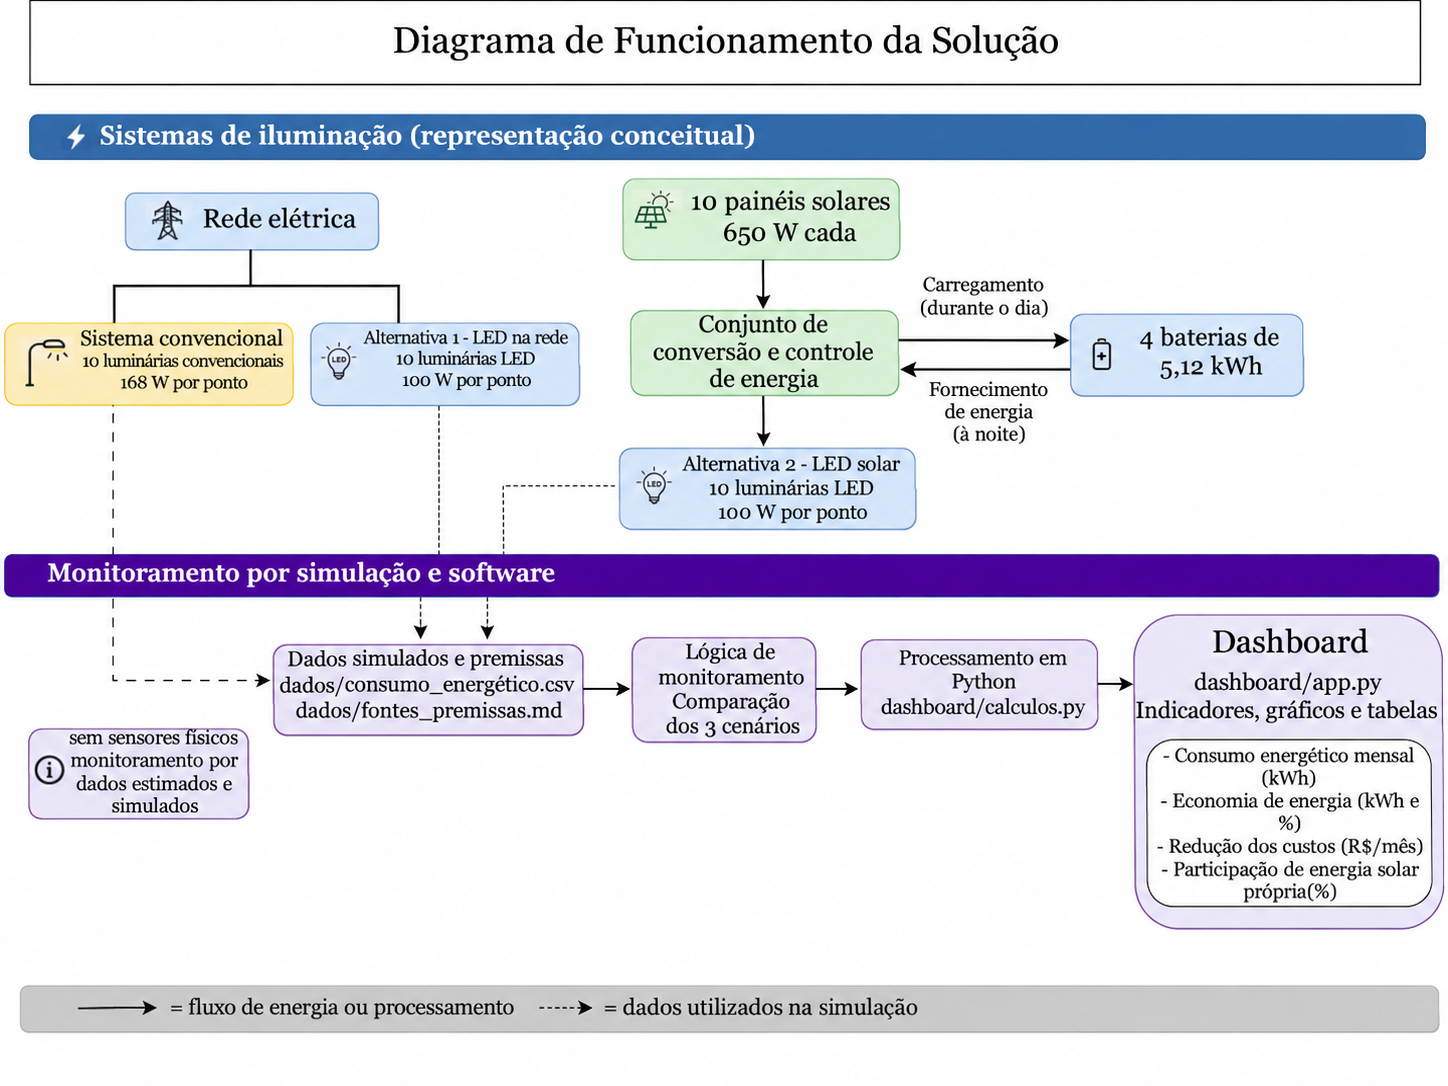 Diagrama de Funcionamento da Solução
Sistemas de iluminação (representação conceitual)
Rede elétrica
10 painéis solares
650 W cada
Sistema convencional
10 luminárias convencionais
168 W por ponto
Alternativa 1 - LED na rede
10 luminárias LED
100 W por ponto
LED
Conjunto de
conversão e controle
de energia
Carregamento
(durante o dia)
Fornecimento
de energia
(à noite)
4 baterias de
5,12 kWh
Alternativa 2 - LED solar
10 luminárias LED
100 W por ponto
LED
Monitoramento por simulação e software
Dados simulados e premissas
dados/consumo_energético.csv
dados/fontes_premissas.md
Lógica de
monitoramento
Comparação
dos 3 cenários
Processamento em
Python
dashboard/calculos.py
Dashboard
dashboard/app.py
Indicadores, gráficos e tabelas
- Consumo energético mensal
(kWh)
- Economia de energia (kWh e
%)
- Redução dos custos (R$/mês)
- Participação de energia solar
própria(%)
sem sensores físicos
monitoramento por
dados estimados e
simulados
= fluxo de energia ou processamento
= dados utilizados na simulação